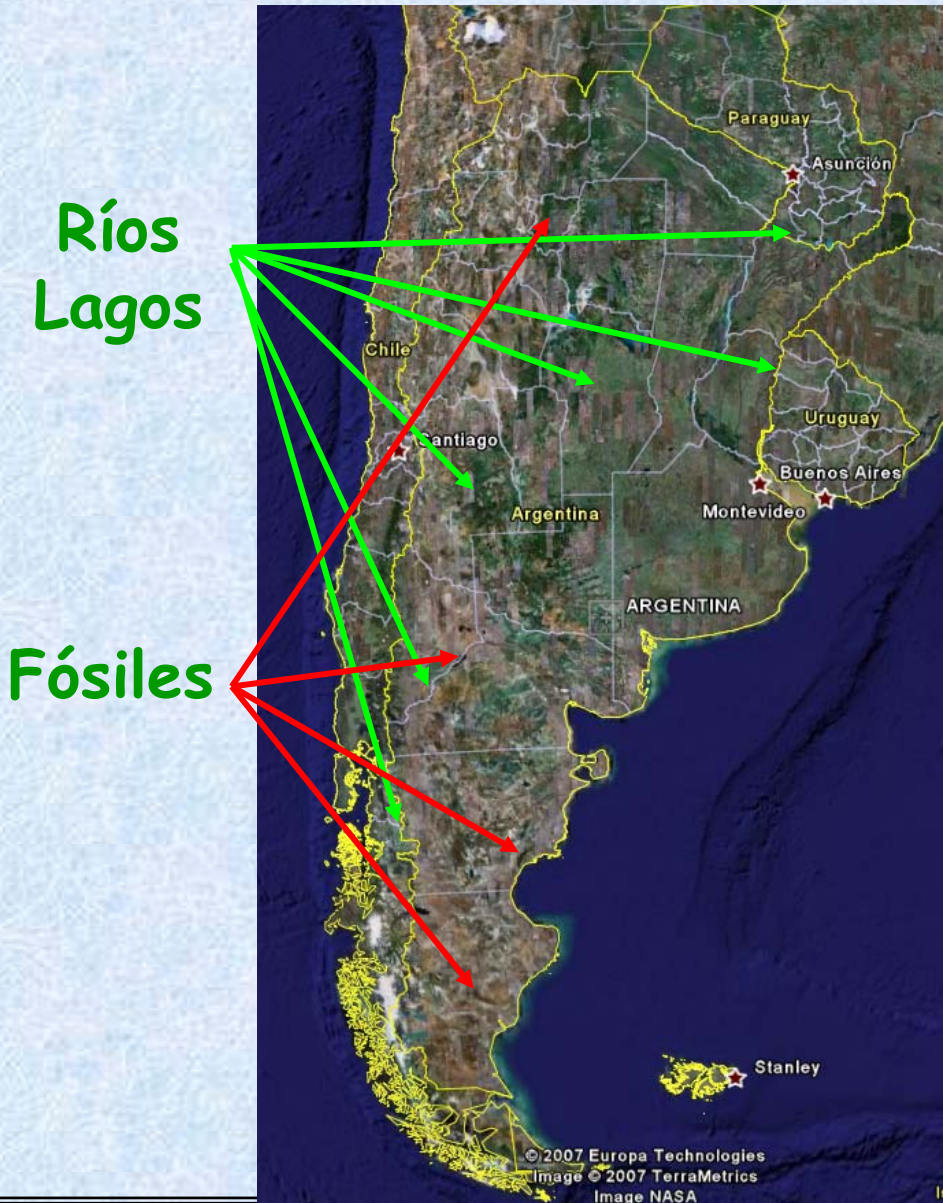 Ríos
Lagos
Fósiles
Paraguay
Asunción
Chile
Santiago
Uruguay
Buenos Aires
Montevideo
Argentina
ARGENTINA
Stanley
© 2007 Europa Technologies
Image © 2007 TerraMetrics
Image NASA